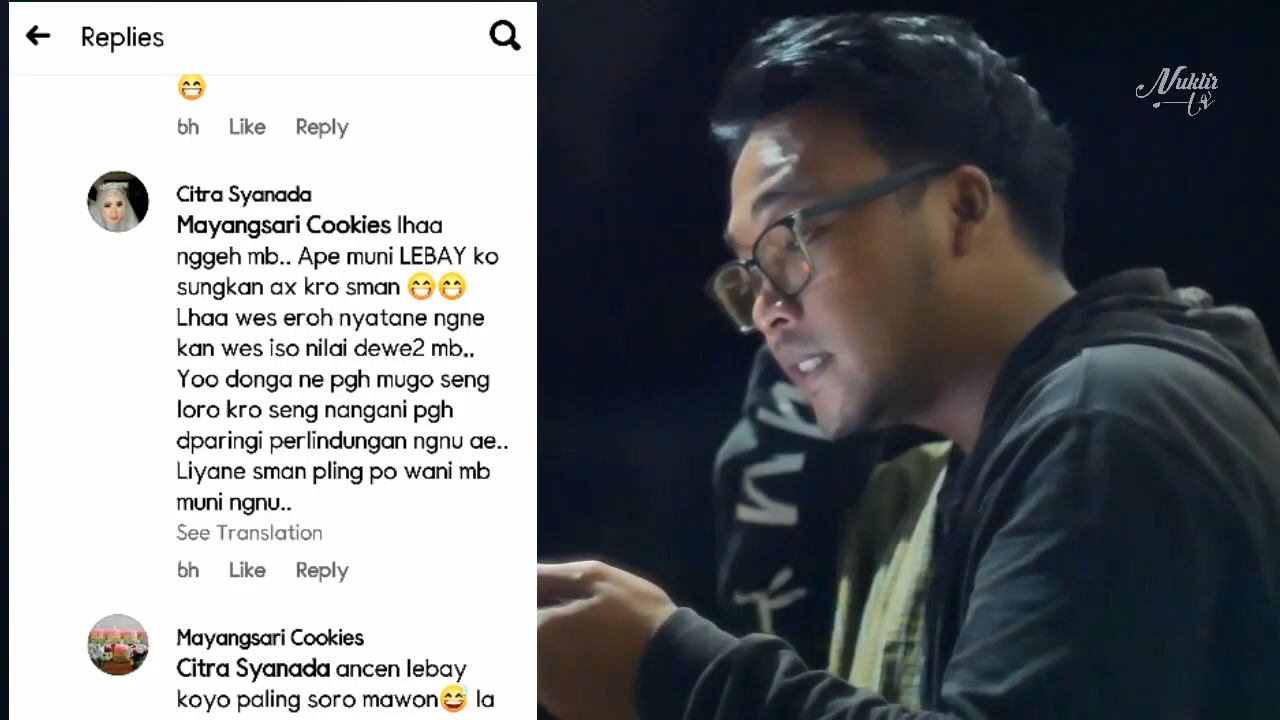 Replies
😁
6h Like Reply
Citra Syanada
Mayangsari Cookies lhaa
nggeh mb.. Ape muni LEBAY ko
sungkan ax kro sman 😁😁
Lhaa wes eroh nyatane ngne
kan wes iso nilai dewe2 mb..
Yoo donga ne pgh mugo seng
loro kro seng nangani pgh
dparingi perlindungan ngnu ae..
Liyane sman pling po wani mb
muni ngnu..
See Translation
6h Like Reply
Mayangsari Cookies
Citra Syanada ancen lebay
koyo paling soro mawon😅 la
Nuklir